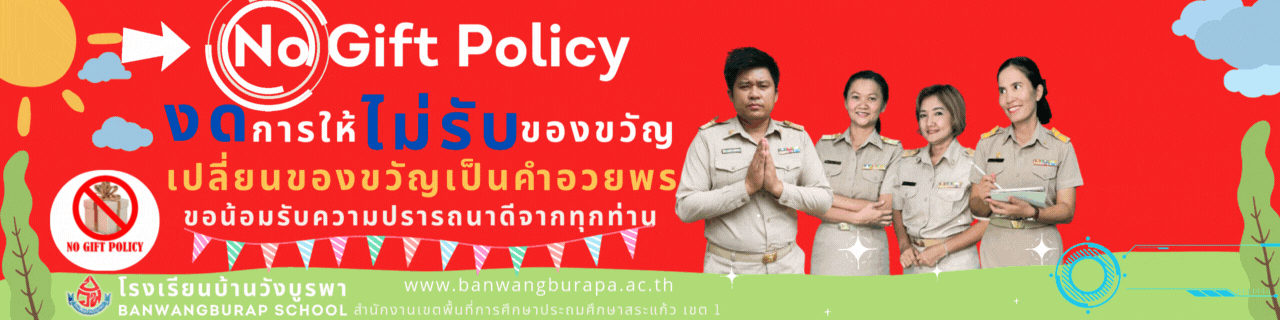 No Gift Policy
งดการให้ไม่รับของขวัญ
เปลี่ยนของขวัญเป็นคำอวยพร
ขอน้อมรับความปรารถนาดีจากทุกท่าน
NO GIFT POLICY
โรงเรียนบ้านวังบูรพา
www.banwangburapa.ac.th
BANWANGBURAP SCHOOL สำนักงานเขตพื้นที่การศึกษาประถมศึกษาสระแก้ว เขต 1